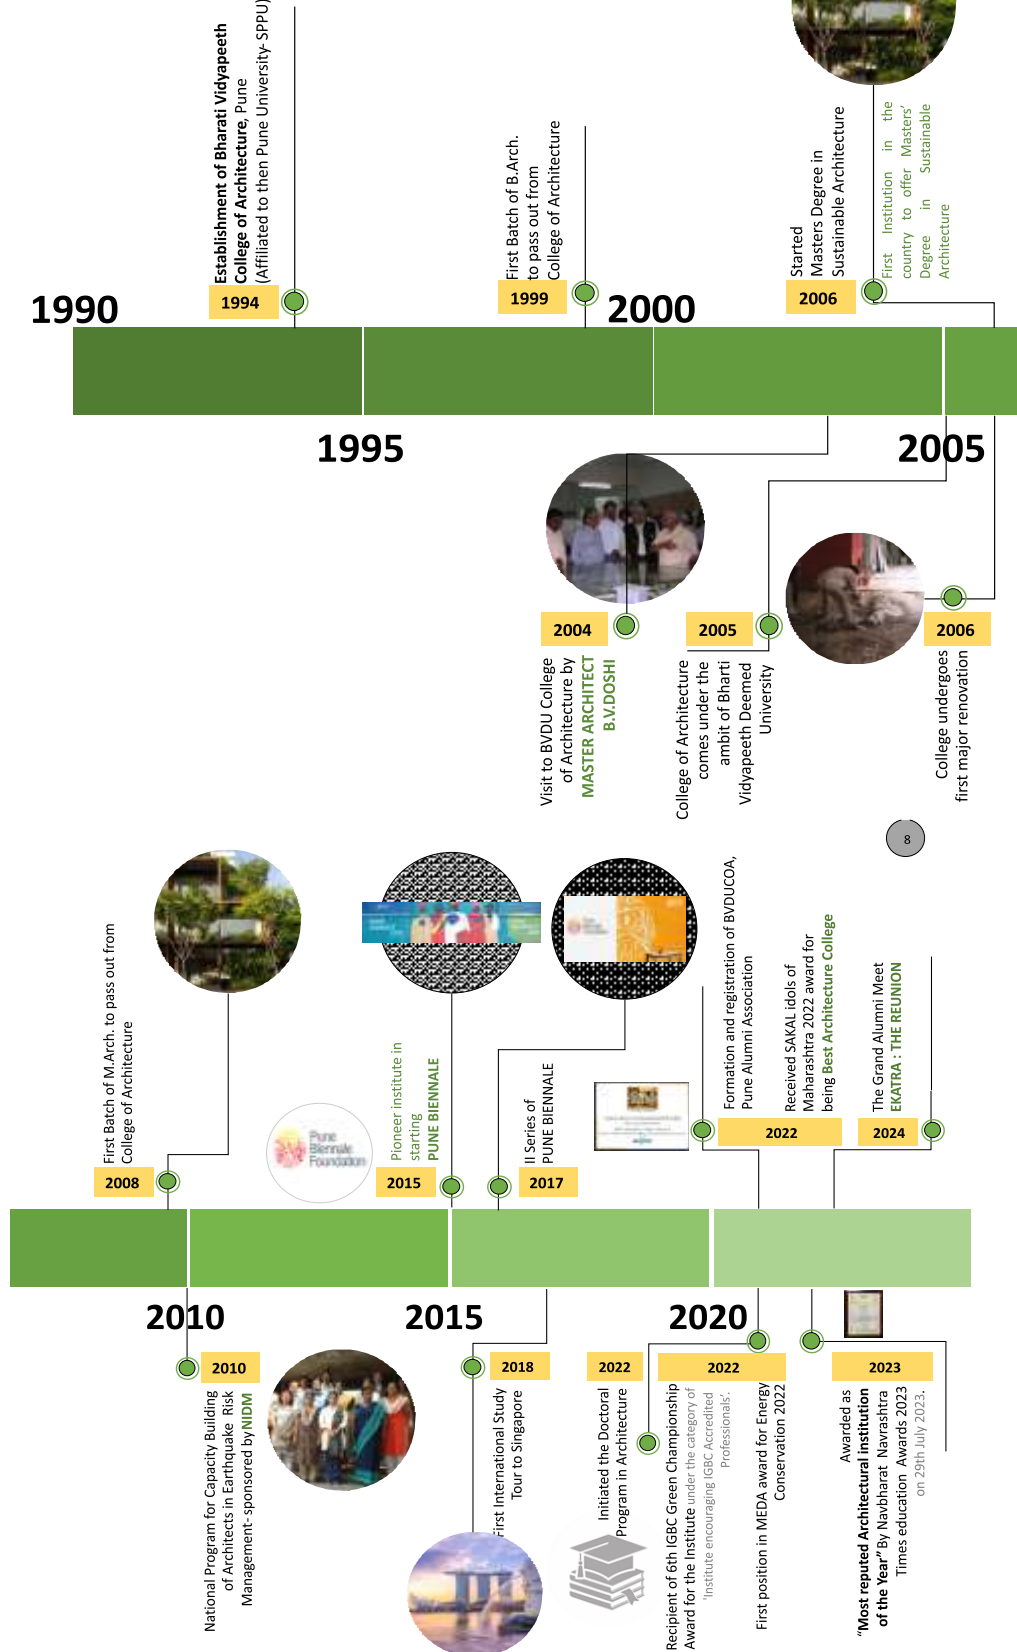 Establishment of Bharati Vidyapeeth
College of Architecture, Pune
(Affiliated to then Pune University- SPPU)
1994
First Batch of B.Arch.
to pass out from
College of Architecture
1999
Started
Masters Degree in
Sustainable Architecture
First Institution in the
country to offer Masters'
Degree in Sustainable
Architecture
2006
1990
2000
1995
2005
2004
Visit to BVDU College
of Architecture by
MASTER ARCHITECT
B.V.DOSHI
2005
College of Architecture
comes under the
ambit of Bharti
Vidyapeeth Deemed
University
2006
College undergoes
first major renovation
8
First Batch of M.Arch. to pass out from
College of Architecture
2008
Pune
Biennale
Foundation
Pioneer institute in
starting
PUNE BIENNALE
2015
II Series of
PUNE BIENNALE
2017
Formation and registration of BVDUCOA,
Pune Alumni Association
Received SAKAL idols of
Maharashtra 2022 award for
being Best Architecture College
2022
The Grand Alumni Meet
EKATRA : THE REUNION
2024
2010
2015
2020
2010
National Program for Capacity Building
of Architects in Earthquake Risk
Management- sponsored by NIDM
2018
First International Study
Tour to Singapore
2022
Initiated the Doctoral
Program in Architecture
2022
Recipient of 6th IGBC Green Championship
Award for the Institute under the category of
'Institute encouraging IGBC Accredited
Professionals'.
First position in MEDA award for Energy
Conservation 2022
2023
Awarded as
"Most reputed Architectural institution
of the Year" By Navbharat Navrashtra
Times education Awards 2023
on 29th July 2023.